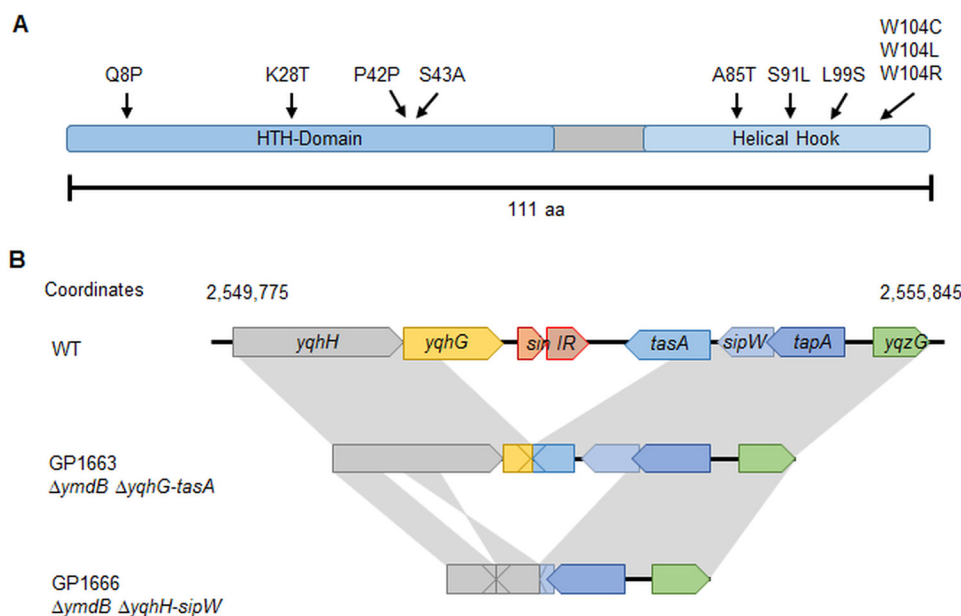 A
Q8P K28T P42P S43A A85T S91L L99S W104C
W104L
W104R
HTH-Domain Helical Hook
111 aa
B
Coordinates 2,549,775 2,555,845
WT yqhH yqhG sin IR tasA sipW tapA yqzG
GP1663
ΔymdB ΔyqhG-tasA
GP1666
ΔymdB ΔyqhH-sipW